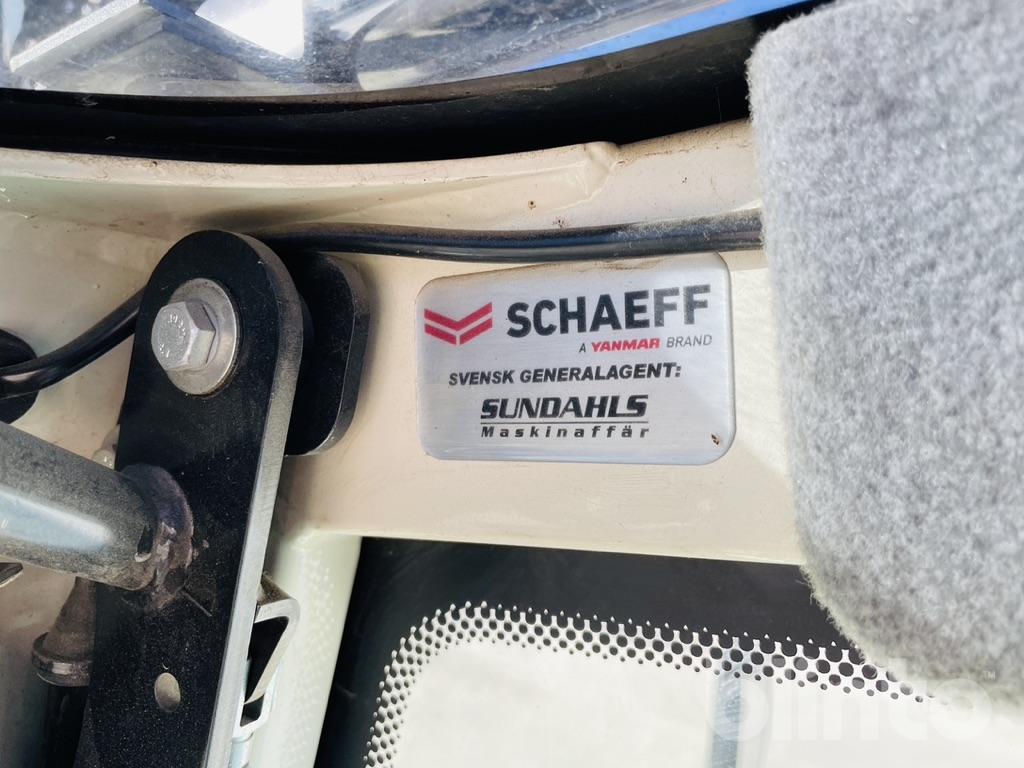 SCHAEFF
A YANMAR BRAND
SVENSK GENERALAGENT:
SUNDAHLS
Maskinaffär